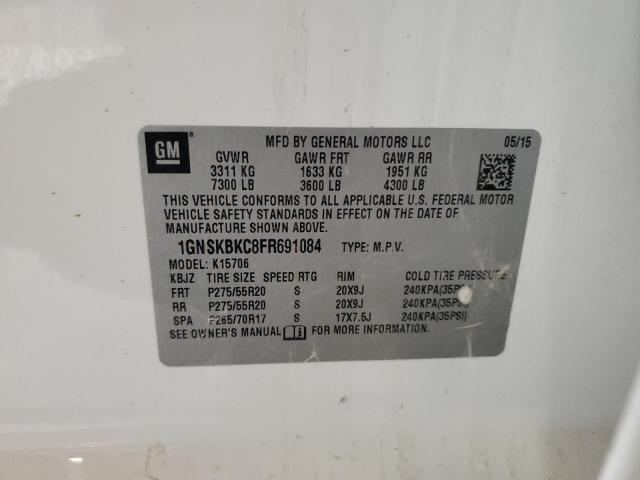 GM
MFD BY GENERAL MOTORS LLC 05/15
GVWR GAWR FRT GAWR RR
3311 KG 1633 KG 1951 KG
7300 LB 3600 LB 4300 LB
THIS VEHICLE CONFORMS TO ALL APPLICABLE U.S. FEDERAL MOTOR
VEHICLE SAFETY STANDARDS IN EFFECT ON THE DATE OF
MANUFACTURE SHOWN ABOVE.
1GNSKBKC8FR691084 TYPE: M.P.V.
MODEL: K15706
KBJZ TIRE SIZE SPEED RTG RIM COLD TIRE PRESSURE
FRT P275/55R20 S 20X9J 240KPA(35PSI)
RR P275/55R20 S 20X9J 240KPA(35PSI)
SPA P265/70R17 S 17X7.5J 240KPA(35PSI)
SEE OWNER'S MANUAL FOR MORE INFORMATION.